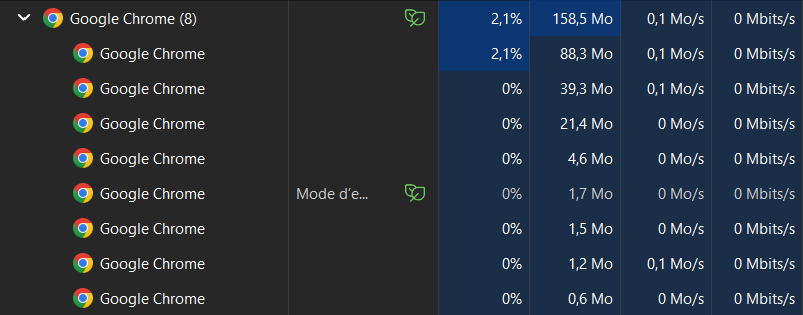 Google Chrome (8) 2,1% 158,5 Mo 0,1 Mo/s 0 Mbits/s
Google Chrome 2,1% 88,3 Mo 0,1 Mo/s 0 Mbits/s
Google Chrome 0% 39,3 Mo 0,1 Mo/s 0 Mbits/s
Google Chrome 0% 21,4 Mo 0 Mo/s 0 Mbits/s
Google Chrome 0% 4,6 Mo 0 Mo/s 0 Mbits/s
Google Chrome Mode d'e... 0% 1,7 Mo 0 Mo/s 0 Mbits/s
Google Chrome 0% 1,5 Mo 0 Mo/s 0 Mbits/s
Google Chrome 0% 1,2 Mo 0,1 Mo/s 0 Mbits/s
Google Chrome 0% 0,6 Mo 0 Mo/s 0 Mbits/s